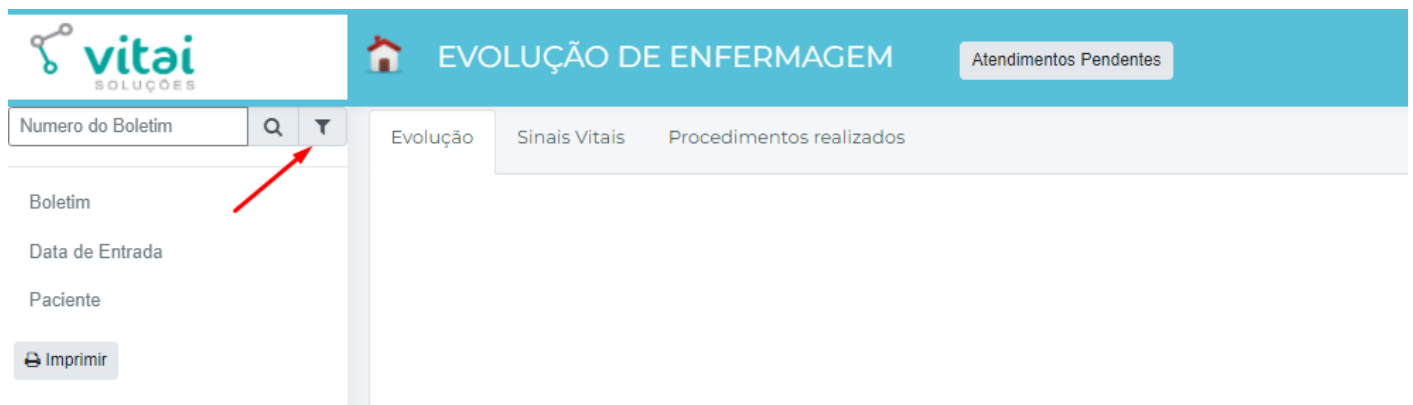 vitai
SOLUÇÕES
EVOLUÇÃO DE ENFERMAGEM
Atendimentos Pendentes
Numero do Boletim
Evolução
Sinais Vitais
Procedimentos realizados
Boletim
Data de Entrada
Paciente
Imprimir